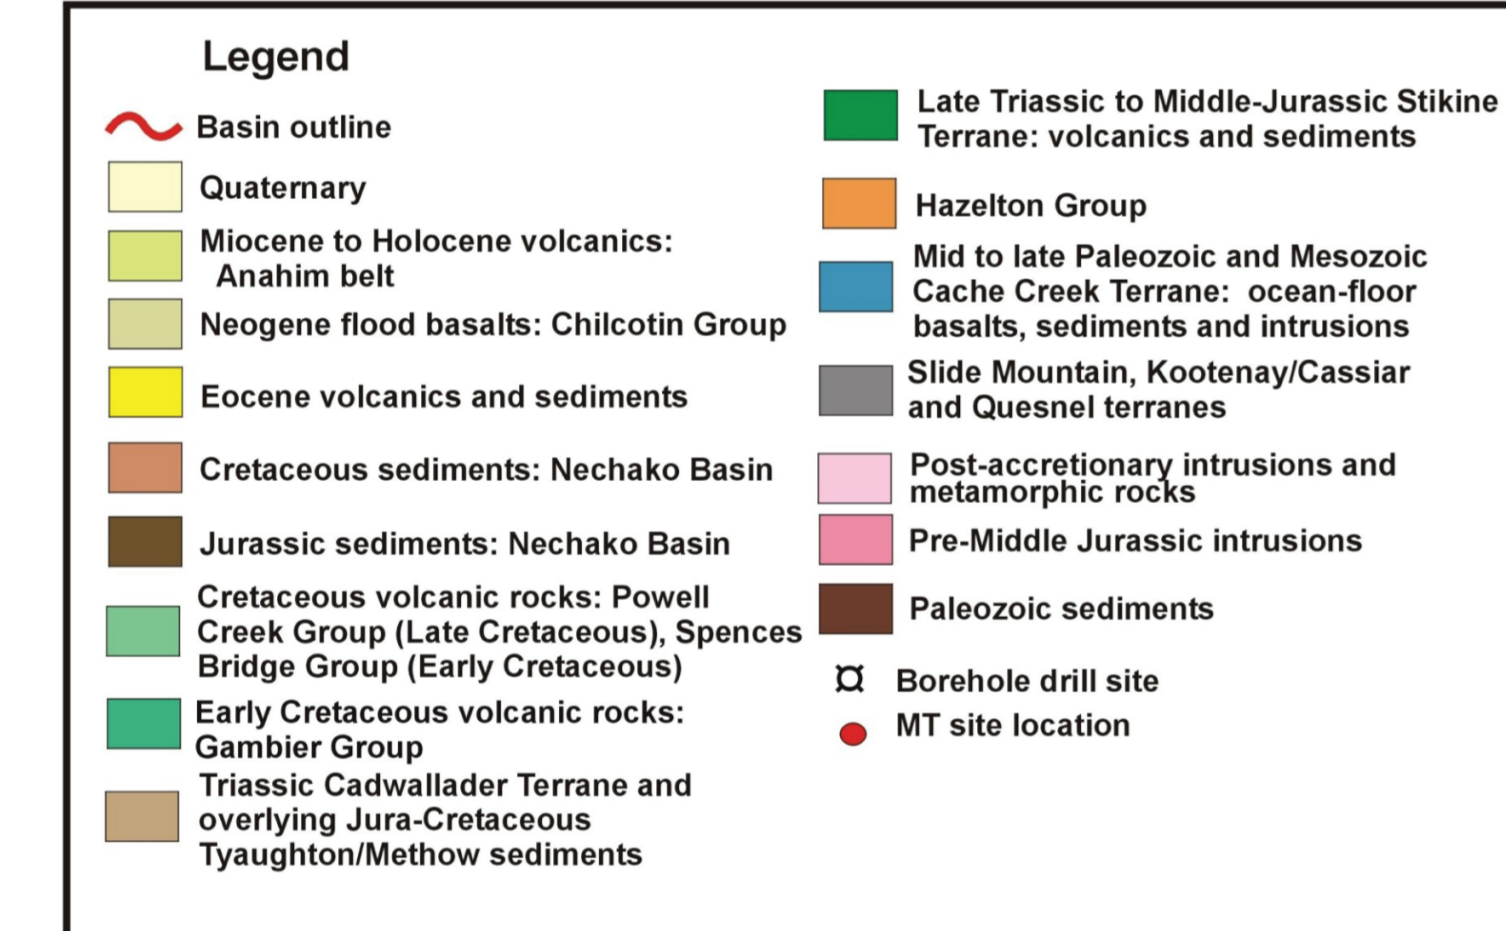 Legend
Basin outline
Quaternary
Miocene to Holocene volcanics:
Anahim belt
Neogene flood basalts: Chilcotin Group
Eocene volcanics and sediments
Cretaceous sediments: Nechako Basin
Jurassic sediments: Nechako Basin
Cretaceous volcanic rocks: Powell
Creek Group (Late Cretaceous), Spences
Bridge Group (Early Cretaceous)
Early Cretaceous volcanic rocks:
Gambier Group
Triassic Cadwallader Terrane and
overlying Jura-Cretaceous
Tyaughton/Methow sediments
Late Triassic to Middle-Jurassic Stikine
Terrane: volcanics and sediments
Hazelton Group
Mid to late Paleozoic and Mesozoic
Cache Creek Terrane: ocean-floor
basalts, sediments and intrusions
Slide Mountain, Kootenay/Cassiar
and Quesnel terranes
Post-accretionary intrusions and
metamorphic rocks
Pre-Middle Jurassic intrusions
Paleozoic sediments
Borehole drill site
MT site location